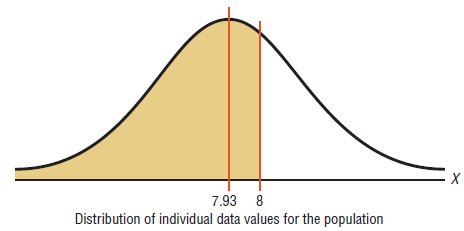 X
7.93 8
Distribution of individual data values for the population